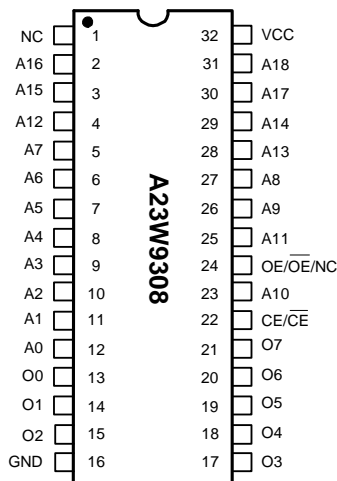 NC 1 32 VCC
A16 2 31 A18
A15 3 30 A17
A12 4 29 A14
A7 5 28 A13
A6 6 27 A8
A5 7 26 A9
A4 8 25 A11
A3 9 24 OE/O̅E̅/NC
A2 10 23 A10
A1 11 22 CE/C̅E̅
A0 12 21 O7
O0 13 20 O6
O1 14 19 O5
O2 15 18 O4
GND 16 17 O3
A23W9308